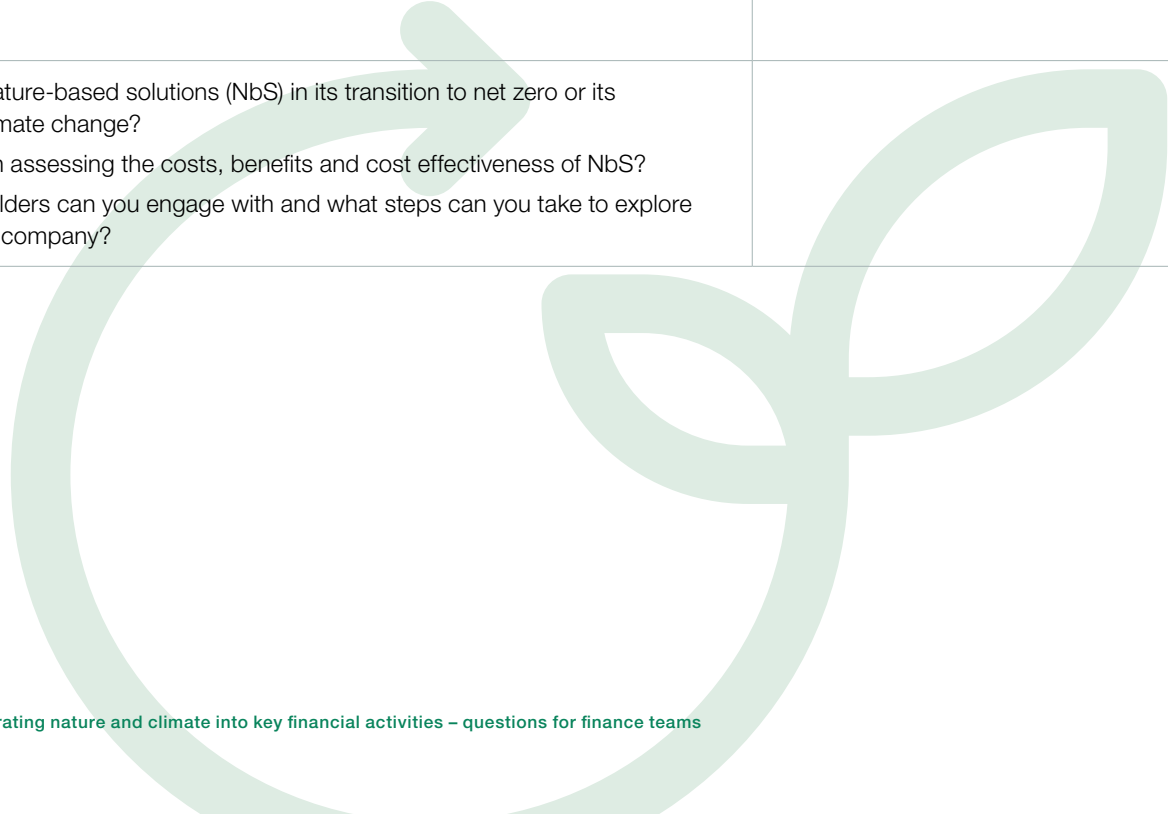 ature-based solutions (NbS) in its transition to net zero or its
mate change?
n assessing the costs, benefits and cost effectiveness of NbS?
lders can you engage with and what steps can you take to explore
company?
rating nature and climate into key financial activities – questions for finance teams